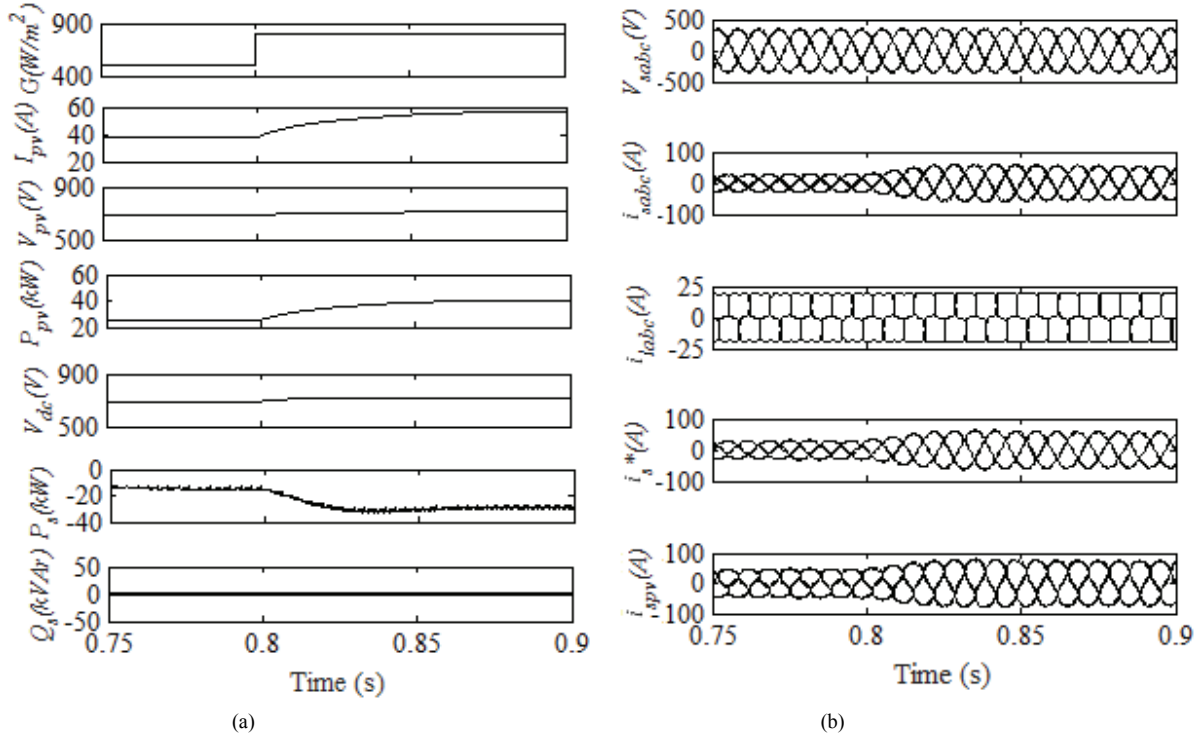 G(W/m²)
900
400
I_pv(A)
60
40
20
V_pv(V)
900
500
P_pv(kW)
60
40
20
V_dc(V)
900
500
P_s(kW)
0
-20
-40
Q_s(kVAr)
50
0
-50
0.75 0.8 0.85 0.9
Time (s)
(a)
V_sabc(V)
500
0
-500
i_sabc(A)
100
0
-100
i_labc(A)
25
0
-25
i_s*(A)
100
0
-100
i_spv(A)
100
0
-100
0.75 0.8 0.85 0.9
Time (s)
(b)